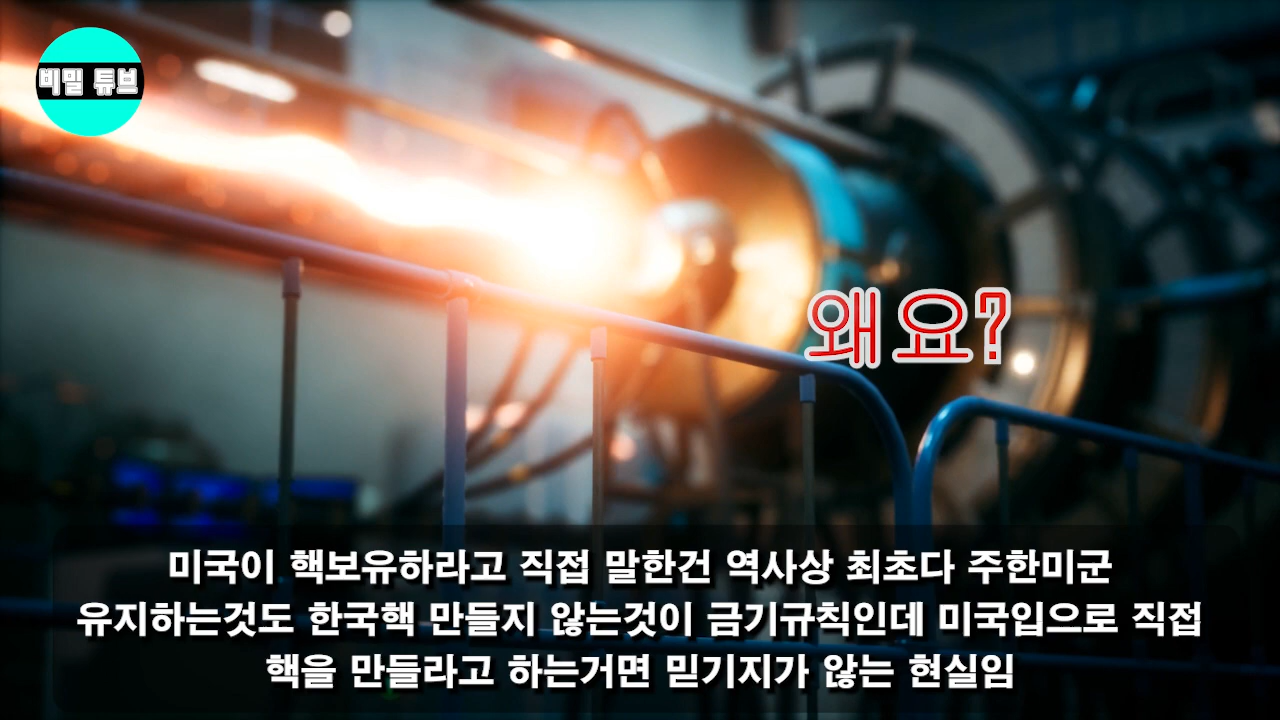 비밀 튜브
왜요?
미국이 핵보유하라고 직접 말한건 역사상 최초다 주한미군
유지하는것도 한국핵 만들지 않는것이 금기규칙인데 미국입으로 직접
핵을 만들라고 하는거면 믿기지가 않는 현실임